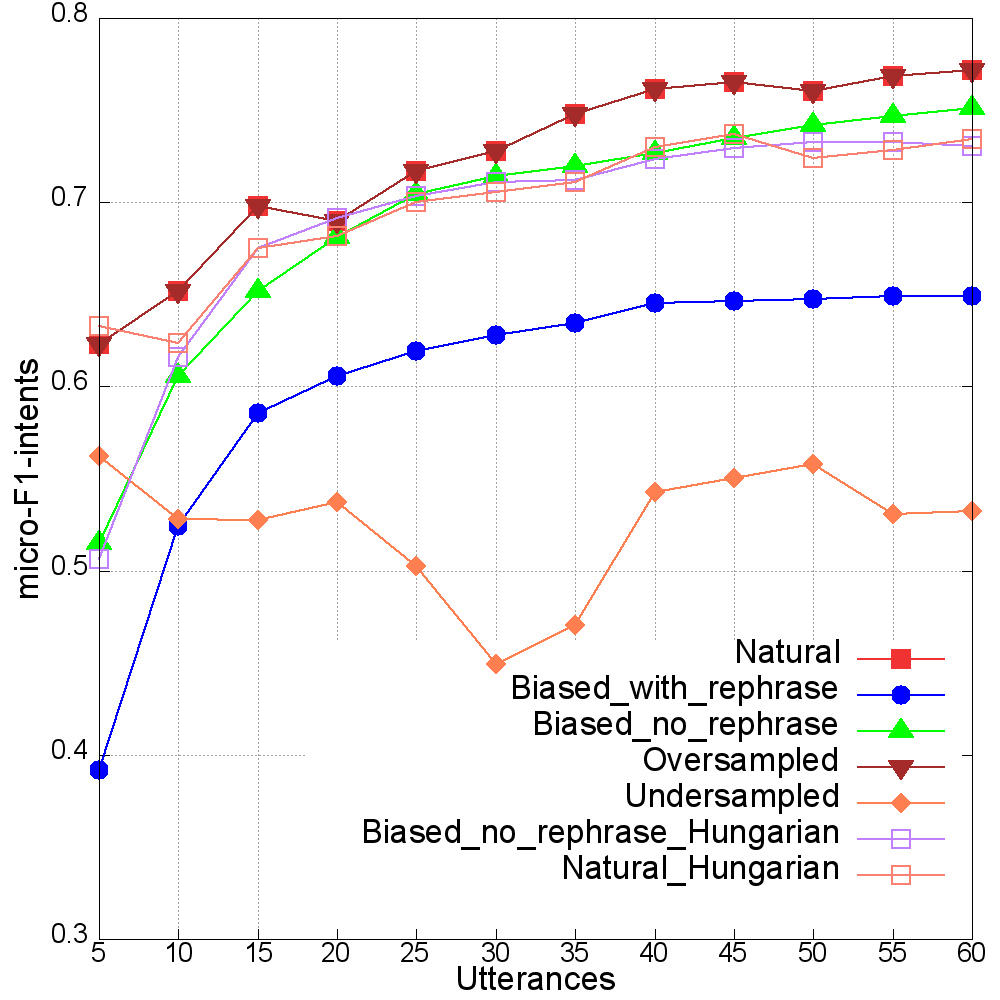 0.8
0.7
0.6
0.5
0.4
0.3
micro-F1-intents
Natural
Biased_with_rephrase
Biased_no_rephrase
Oversampled
Undersampled
Biased_no_rephrase_Hungarian
Natural_Hungarian
5 10 15 20 25 30 35 40 45 50 55 60
Utterances